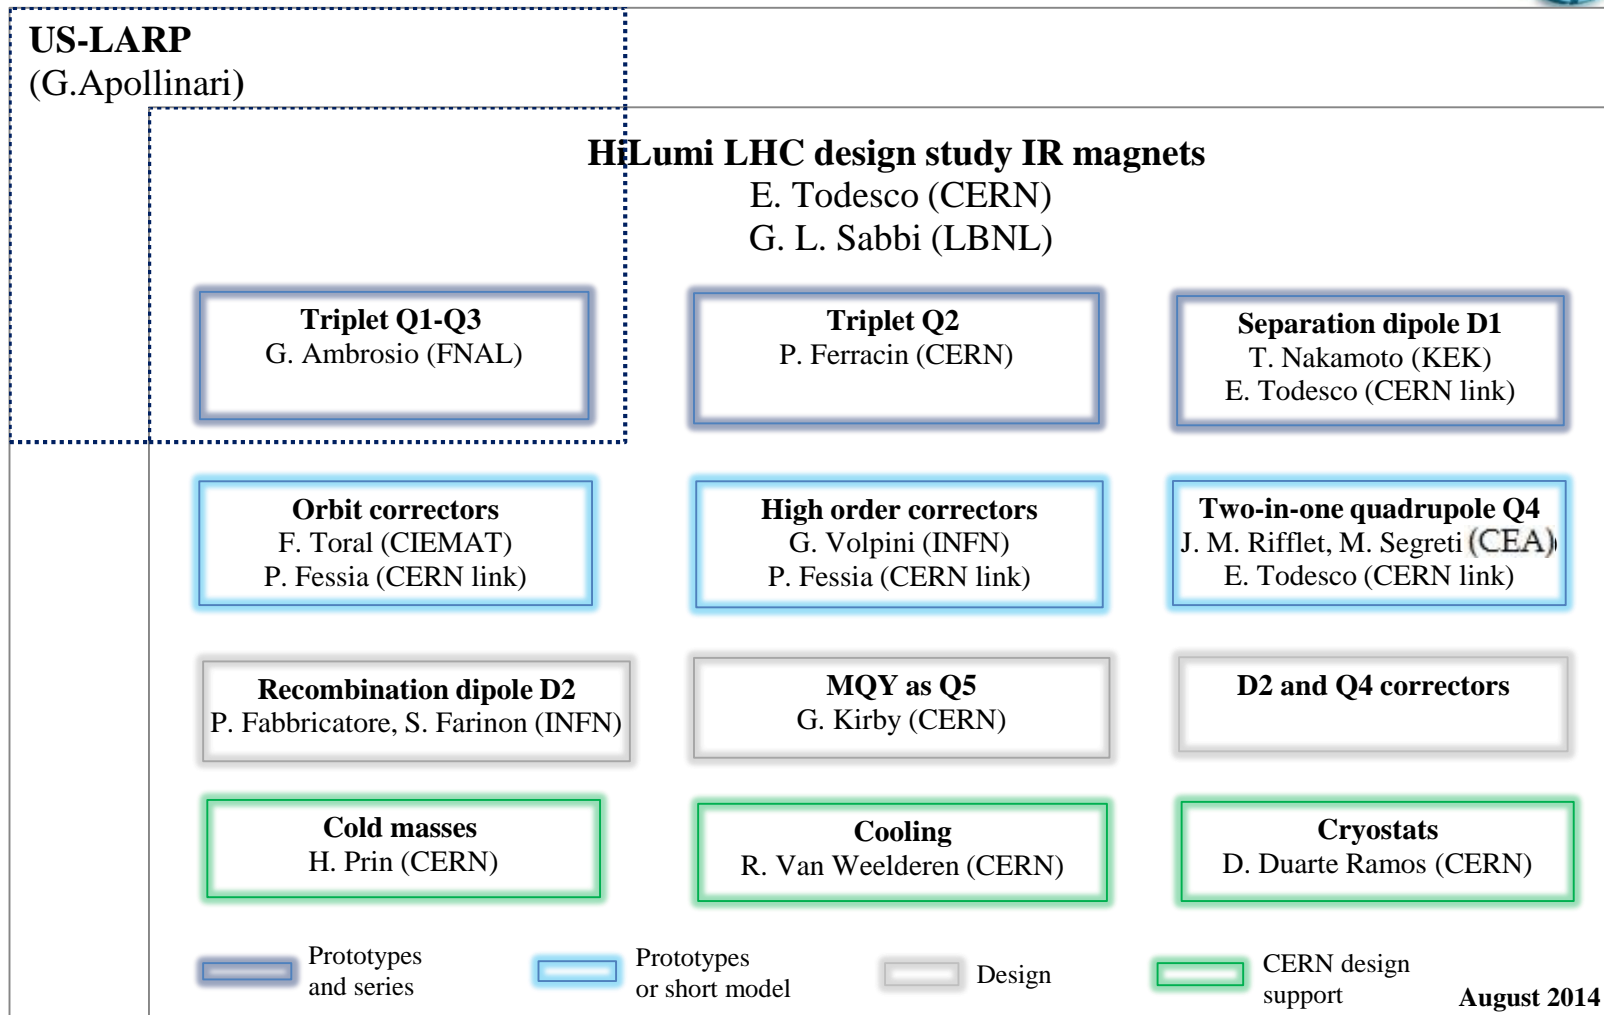 US-LARP
(G.Apollinari)
HiLumi LHC design study IR magnets
E. Todesco (CERN)
G. L. Sabbi (LBNL)
Triplet Q1-Q3
G. Ambrosio (FNAL)
Triplet Q2
P. Ferracin (CERN)
Separation dipole D1
T. Nakamoto (KEK)
E. Todesco (CERN link)
Orbit correctors
F. Toral (CIEMAT)
P. Fessia (CERN link)
High order correctors
G. Volpini (INFN)
P. Fessia (CERN link)
Two-in-one quadrupole Q4
J. M. Rifflet, M. Segreti (CEA)
E. Todesco (CERN link)
Recombination dipole D2
P. Fabbricatore, S. Farinon (INFN)
MQY as Q5
G. Kirby (CERN)
D2 and Q4 correctors
Cold masses
H. Prin (CERN)
Cooling
R. Van Weelderen (CERN)
Cryostats
D. Duarte Ramos (CERN)
Prototypes
and series
Prototypes
or short model
Design
CERN design
support
August 2014